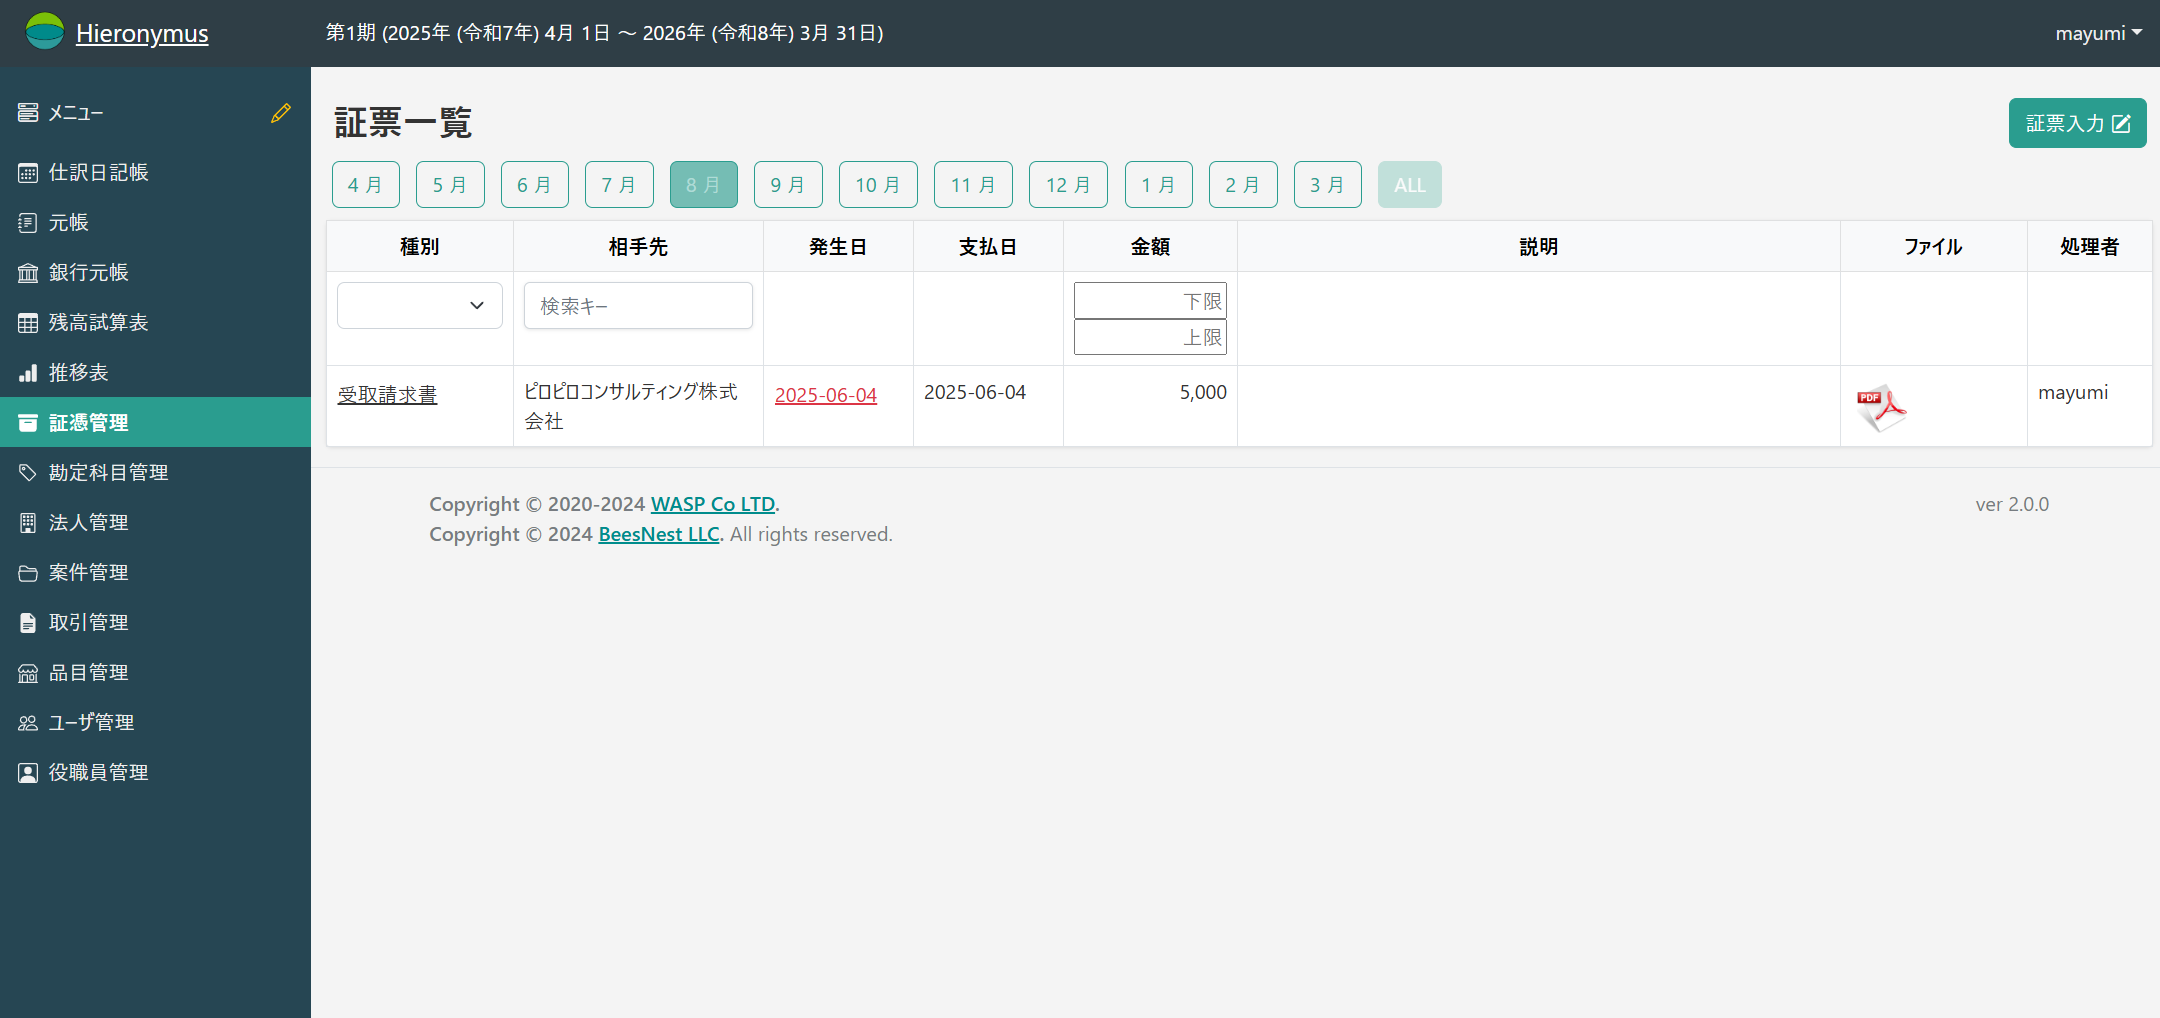 Hieronymus
第1期 (2025年 (令和7年) 4月 1日 ～ 2026年 (令和8年) 3月 31日)
mayumi
メニュー
仕訳日記帳
元帳
銀行元帳
残高試算表
推移表
証憑管理
勘定科目管理
法人管理
案件管理
取引管理
品目管理
ユーザ管理
役職員管理
証票一覧
証票入力
4 月 5 月 6 月 7 月 8 月 9 月 10 月 11 月 12 月 1 月 2 月 3 月 ALL
種別 相手先 発生日 支払日 金額 説明 ファイル 処理者
検索キー
下限
上限
受取請求書 ピロピロコンサルティング株式 2025-06-04 2025-06-04 5,000 PDF mayumi
会社
Copyright © 2020-2024 WASP Co LTD.
Copyright © 2024 BeesNest LLC. All rights reserved.
ver 2.0.0